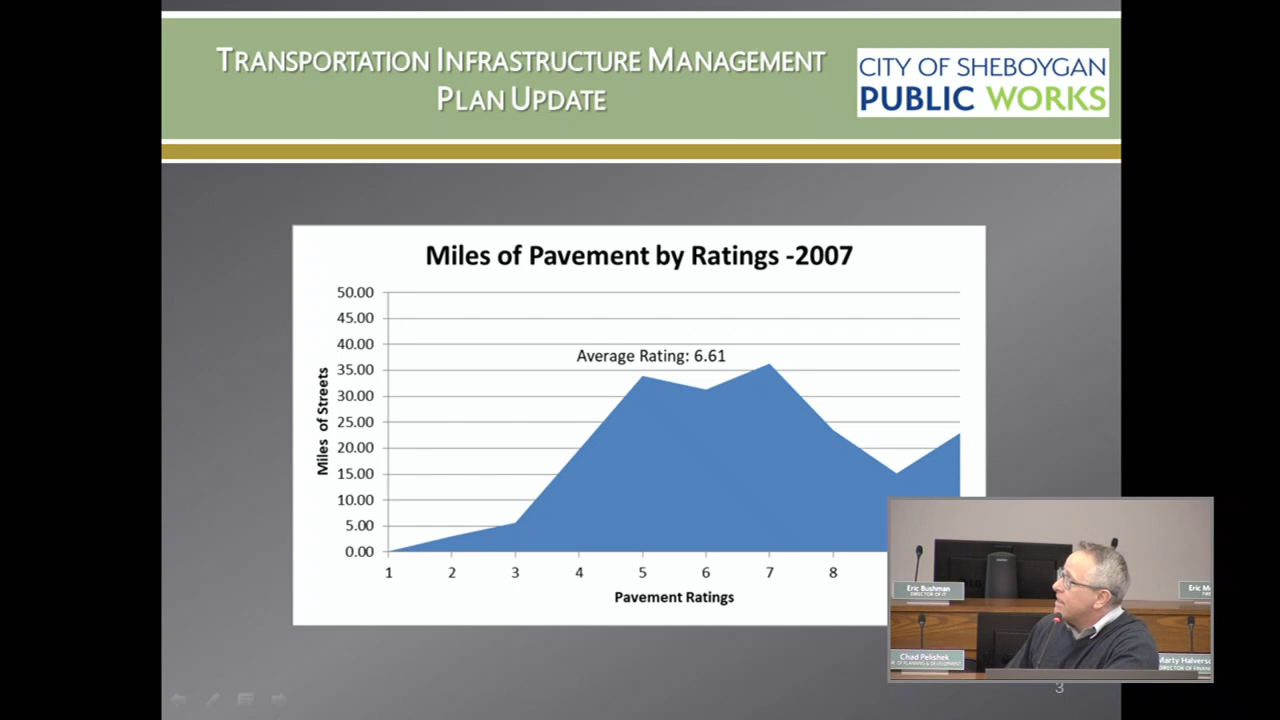 TRANSPORTATION INFRASTRUCTURE MANAGEMENT
PLAN UPDATE
CITY OF SHEBOYGAN
PUBLIC WORKS
Miles of Pavement by Ratings -2007
50.00
45.00
40.00
35.00
30.00
25.00
20.00
15.00
10.00
5.00
0.00
Miles of Streets
Average Rating: 6.61
1 2 3 4 5 6 7 8
Pavement Ratings
Eric Bushman
DIRECTOR OF IT
Eric
Chad Pelishek
OF PLANNING & DEVELOPMENT
Marty Halvers
DIRECTOR OF FINAN
3